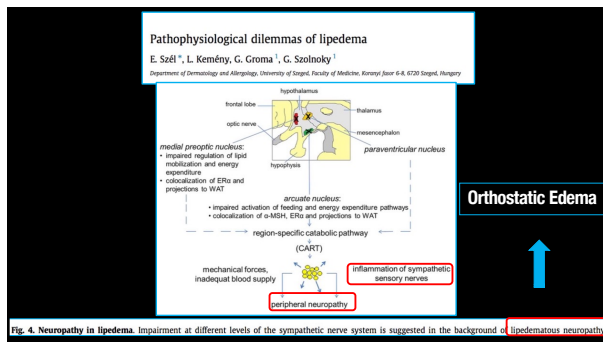 Pathophysiological dilemmas of lipedema
E. Szél *, L. Kemény, G. Groma ¹, G. Szolnoky ¹
Department of Dermatology and Allergology, University of Szeged, Faculty of Medicine, Koranyi fasor 6-8, 6720 Szeged, Hungary
hypothalamus
frontal lobe
thalamus
optic nerve
mesencephalon
hypophysis
medial preoptic nucleus:
• impaired regulation of lipid
mobilization and energy
expenditure
• colocalization of ERα and
projections to WAT
paraventricular nucleus
arcuate nucleus:
• impaired activation of feeding and energy expenditure pathways
• colocalization of α-MSH, ERα and projections to WAT
region-specific catabolic pathway
(CART)
mechanical forces,
inadequat blood supply
inflammation of sympathetic
sensory nerves
peripheral neuropathy
Orthostatic Edema
Fig. 4. Neuropathy in lipedema. Impairment at different levels of the sympathetic nerve system is suggested in the background of lipedematous neuropathy